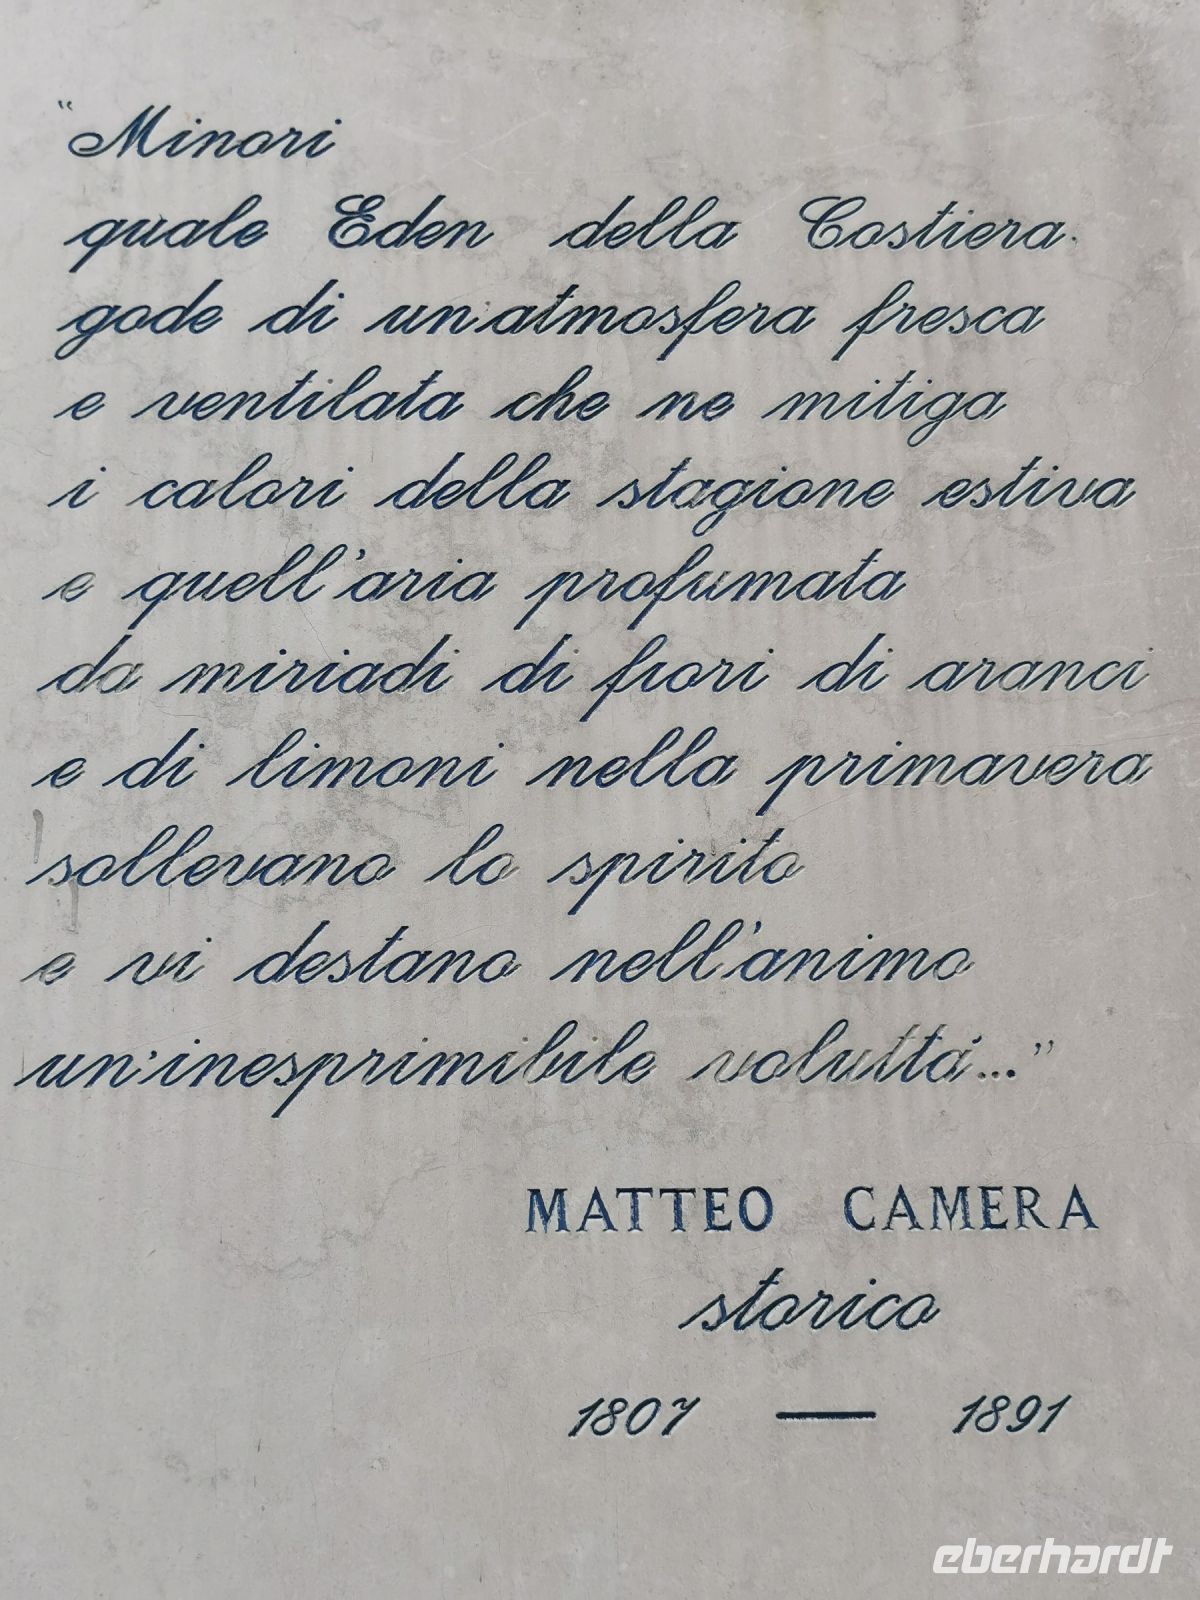 "Minori
quale Eden della Costiera
gode di un'atmosfera fresca
e ventilata che ne mitiga
i calori della stagione estiva
e quell'aria profumata
da miriadi di fiori di aranci
e di limoni nella primavera
sollevano lo spirito
e vi destano nell'animo
un'inesprimibile voluttà..."
MATTEO CAMERA
storico
1807 — 1891
eberhardt